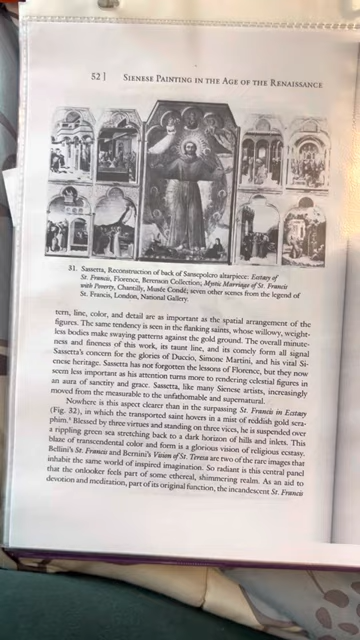 52] SIENESE PAINTING IN THE AGE OF THE RENAISSANCE
31. Sassetta, Reconstruction of back of Sansepolcro altarpiece: Ecstasy of
St. Francis, Florence, Berenson Collection; Mystic Marriage of St. Francis
with Poverty, Chantilly, Musée Condé; seven other scenes from the legend of
St. Francis, London, National Gallery.
tern, line, color, and detail are as important as the spatial arrangement of the
figures. The same tendency is seen in the flanking saints, whose willowy, weight-
less bodies make swaying patterns against the gold ground. The overall minute-
ness and fineness of this work, its taunt line, and its comely form all signal
Sassetta's concern for the glories of Duccio, Simone Martini, and his vital Si-
enese heritage. Sassetta has not forgotten the lessons of Florence, but they now
seem less important as his attention turns more to rendering celestial figures in
an aura of sanctity and grace. Sassetta, like many Sienese artists, increasingly
moved from the measurable to the unfathomable and supernatural.
Nowhere is this aspect clearer than in the surpassing St. Francis in Ecstasy
(Fig. 32), in which the transported saint hovers in a mist of reddish gold sera-
phim. Blessed by three virtues and standing on three vices, he is suspended over
a rippling green sea stretching back to a dark horizon of hills and inlets. This
blaze of transcendental color and form is a glorious vision of religious ecstasy.
Bellini's St. Francis and Bernini's Vision of St. Teresa are two of the rare images that
inhabit the same world of inspired imagination. So radiant is this central panel
that the onlooker feels part of some ethereal, shimmering realm. As an aid to
devotion and meditation, part of its original function, the incandescent St. Francis